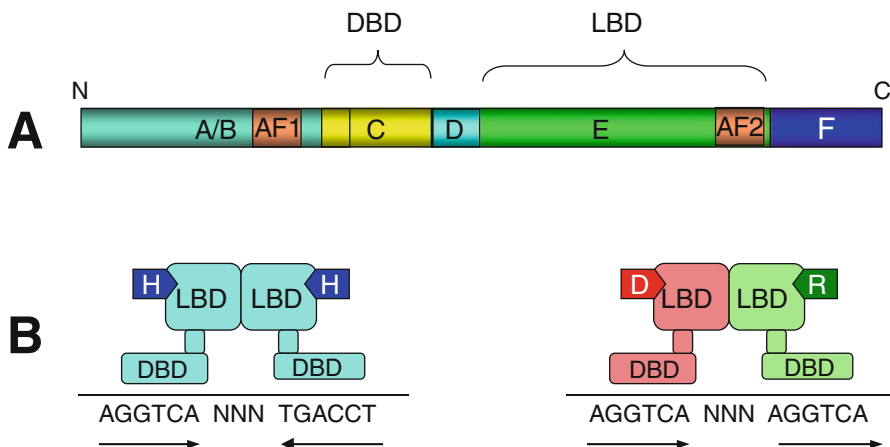 DBD LBD
N C
A A/B AF1 C D E AF2 F
B
H LBD LBD H D LBD LBD R
DBD DBD DBD DBD
AGGTCA NNN TGACCT AGGTCA NNN AGGTCA